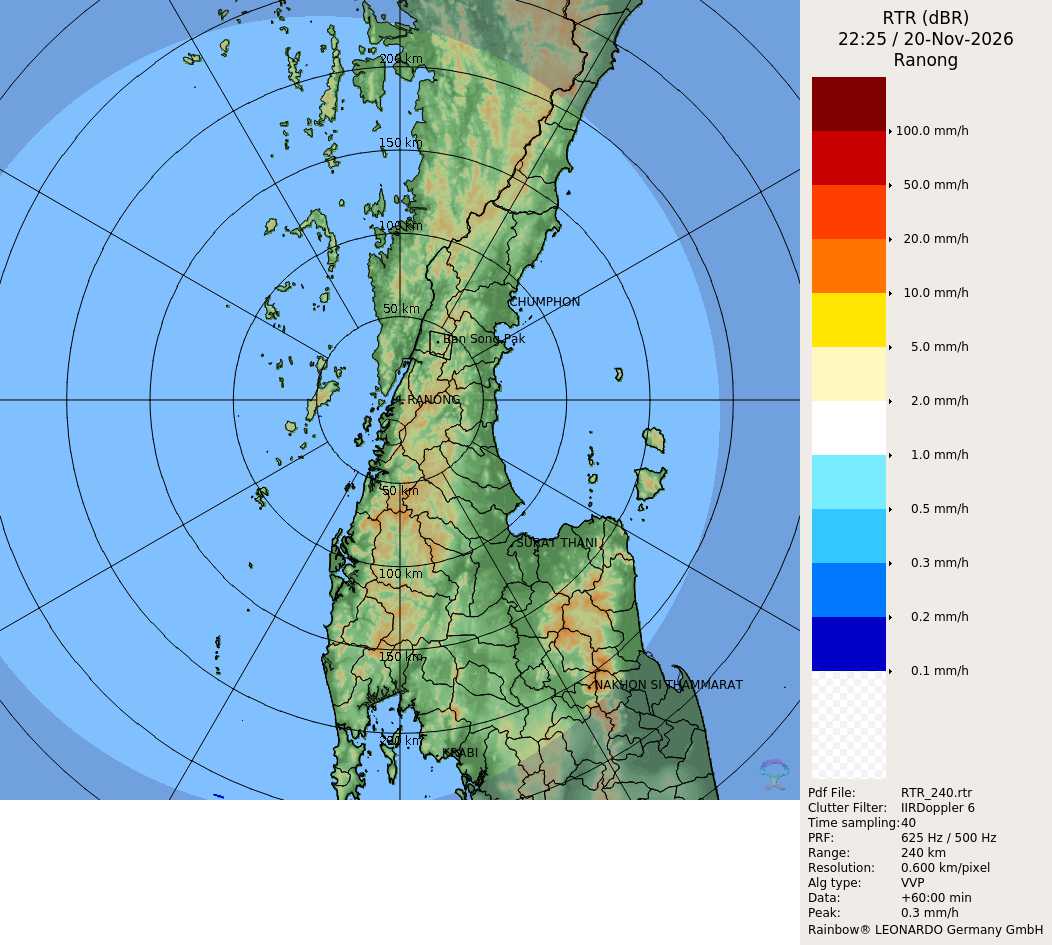 RTR (dBR)
22:25 / 20-Nov-2026
Ranong
100.0 mm/h
50.0 mm/h
20.0 mm/h
10.0 mm/h
5.0 mm/h
2.0 mm/h
1.0 mm/h
0.5 mm/h
0.3 mm/h
0.2 mm/h
0.1 mm/h
Pdf File: RTR_240.rtr
Clutter Filter: IIRDoppler 6
Time sampling:40
PRF: 625 Hz / 500 Hz
Range: 240 km
Resolution: 0.600 km/pixel
Alg type: VVP
Data: +60:00 min
Peak: 0.3 mm/h
Rainbow® LEONARDO Germany GmbH
200 km
150 km
100 km
CHUMPHON
50 km
Ban Song Pak
RANONG
50 km
SURAT THANI
100 km
150 km
NAKHON SI THAMMARAT
200 km
KRABI